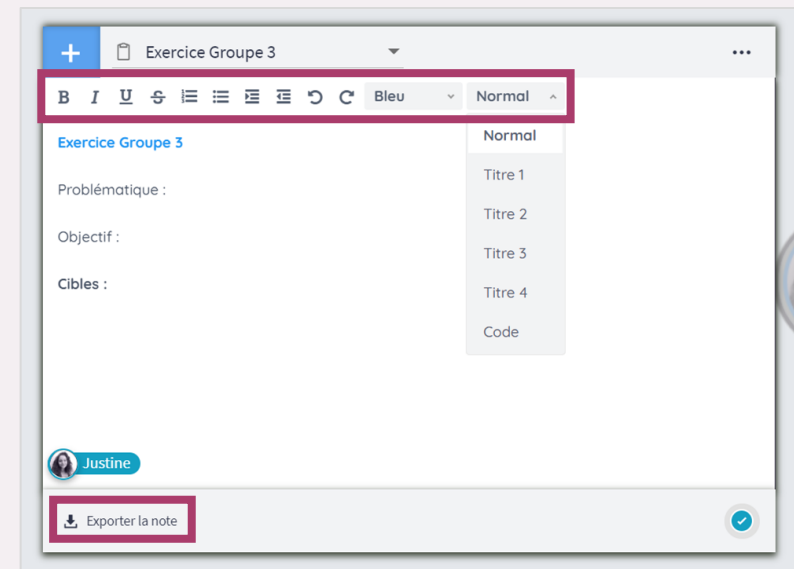 Exercice Groupe 3
B I U S Bleu Normal
Exercice Groupe 3
Problématique :
Objectif :
Cibles :
Normal
Titre 1
Titre 2
Titre 3
Titre 4
Code
Justine
Exporter la note